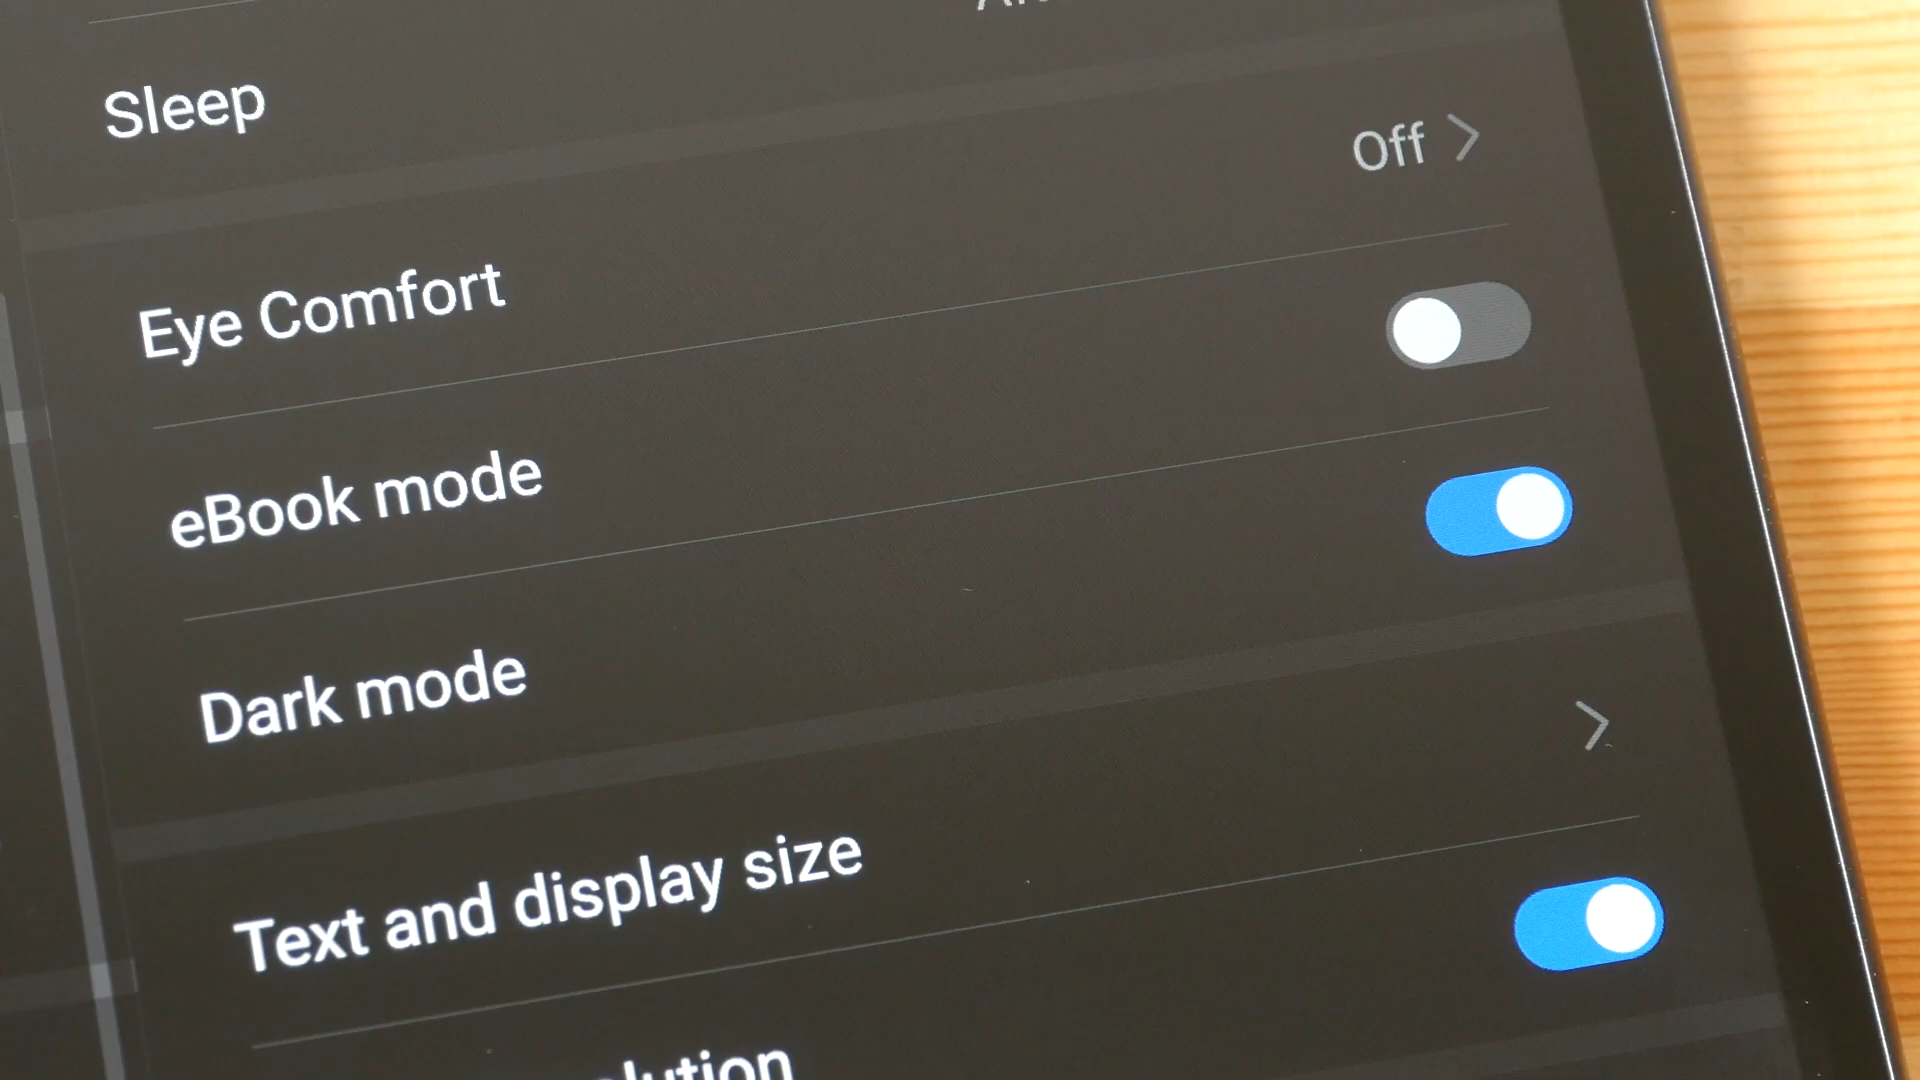 Sleep
Off
Eye Comfort
eBook mode
Dark mode
Text and display size